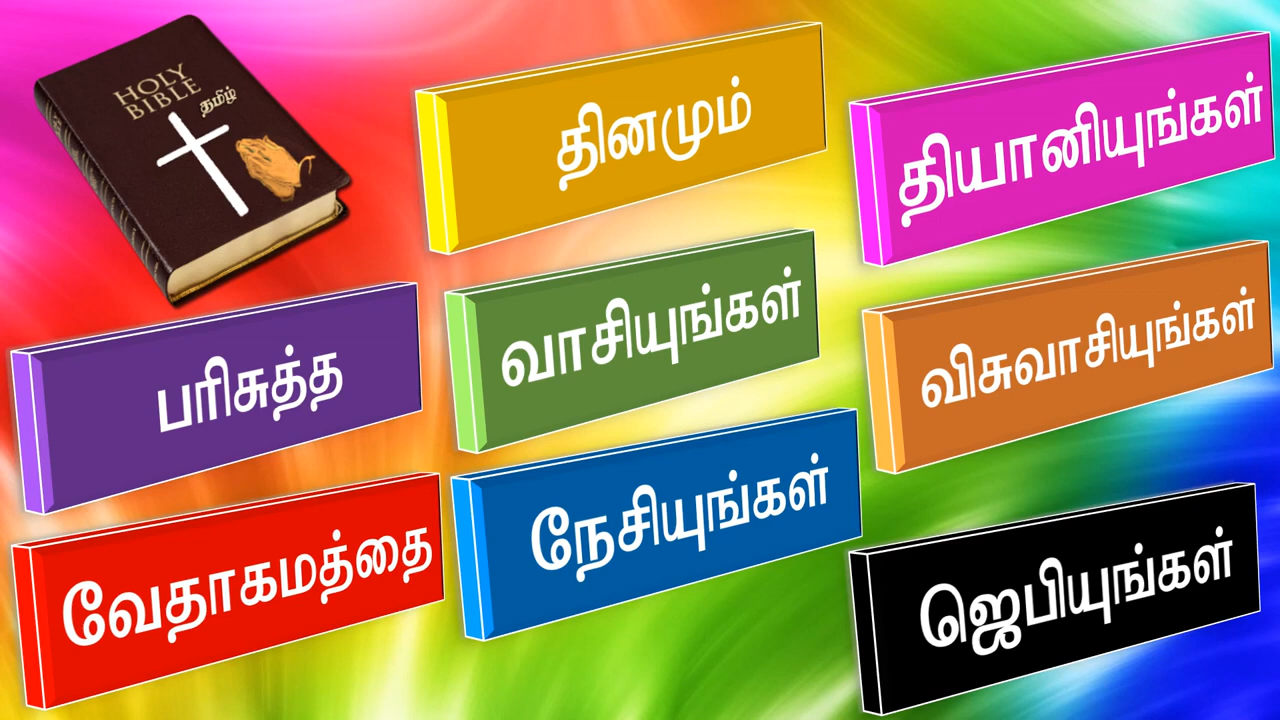 HOLY
BIBLE
தமிழ்
பரிசுத்த
வேதாகமத்தை
தினமும்
வாசியுங்கள்
நேசியுங்கள்
தியானியுங்கள்
விசுவாசியுங்கள்
ஜெபியுங்கள்